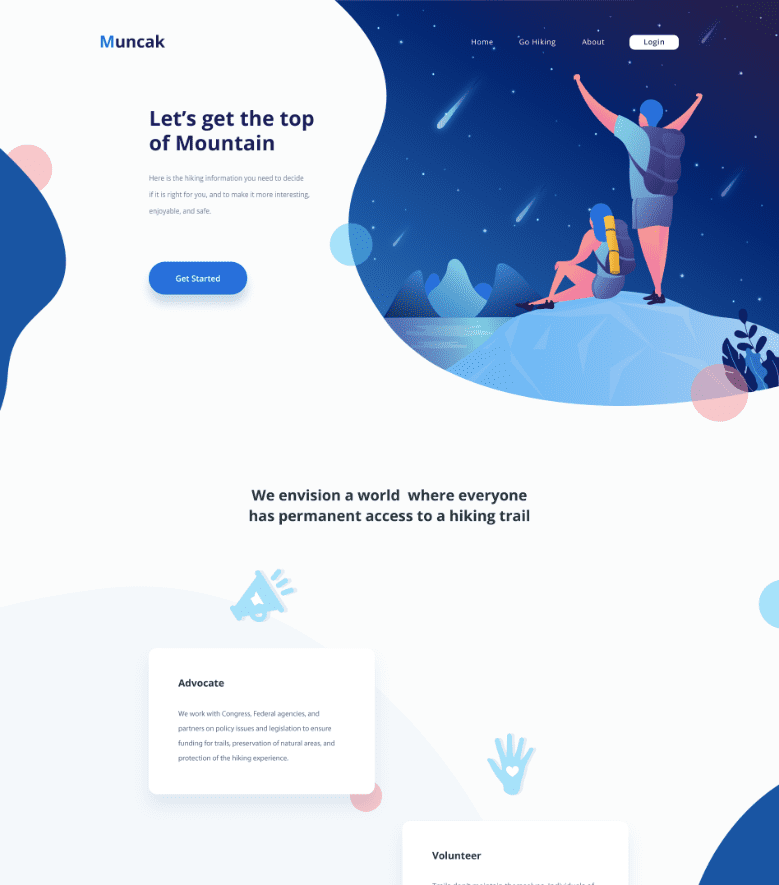 Muncak
Home Go Hiking About Login
Let's get the top
of Mountain
Here is the hiking information you need to decide
if it is right for you, and to make it more interesting,
enjoyable, and safe.
Get Started
We envision a world  where everyone
has permanent access to a hiking trail
Advocate
We work with Congress, Federal agencies, and
partners on policy issues and legislation to ensure
funding for trails, preservation of natural areas, and
protection of the hiking experience.
Volunteer